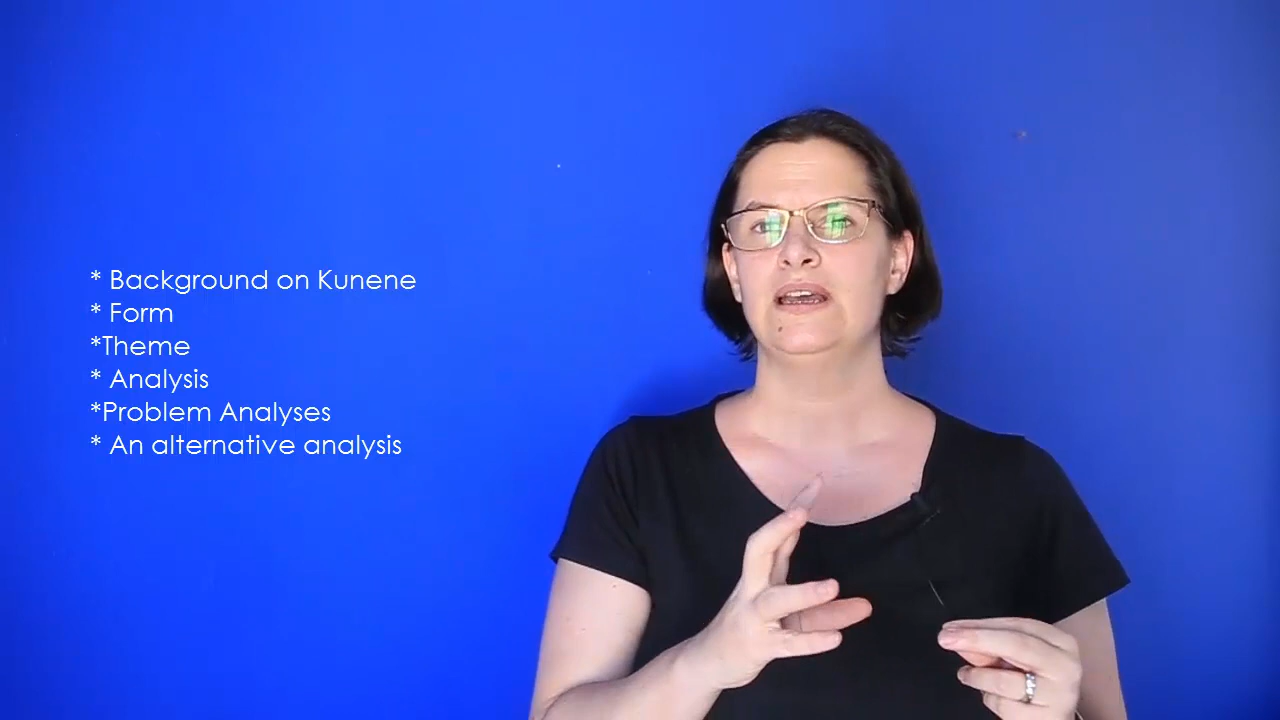 * Background on Kunene
* Form
*Theme
* Analysis
*Problem Analyses
* An alternative analysis